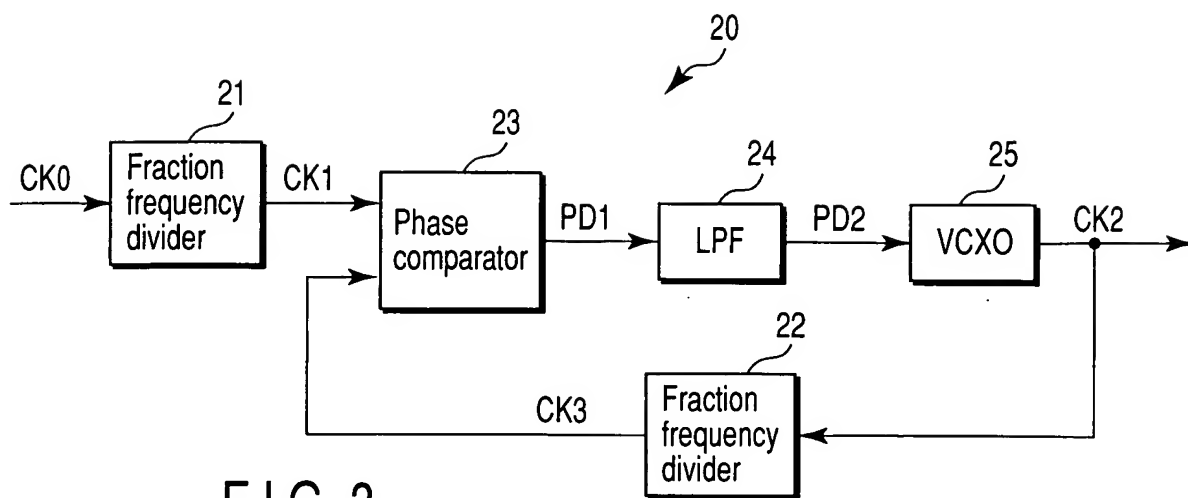 20
21
23
24
25
CK0
Fraction
frequency
divider
CK1
Phase
comparator
PD1
LPF
PD2
VCXO
CK2
22
CK3
Fraction
frequency
divider